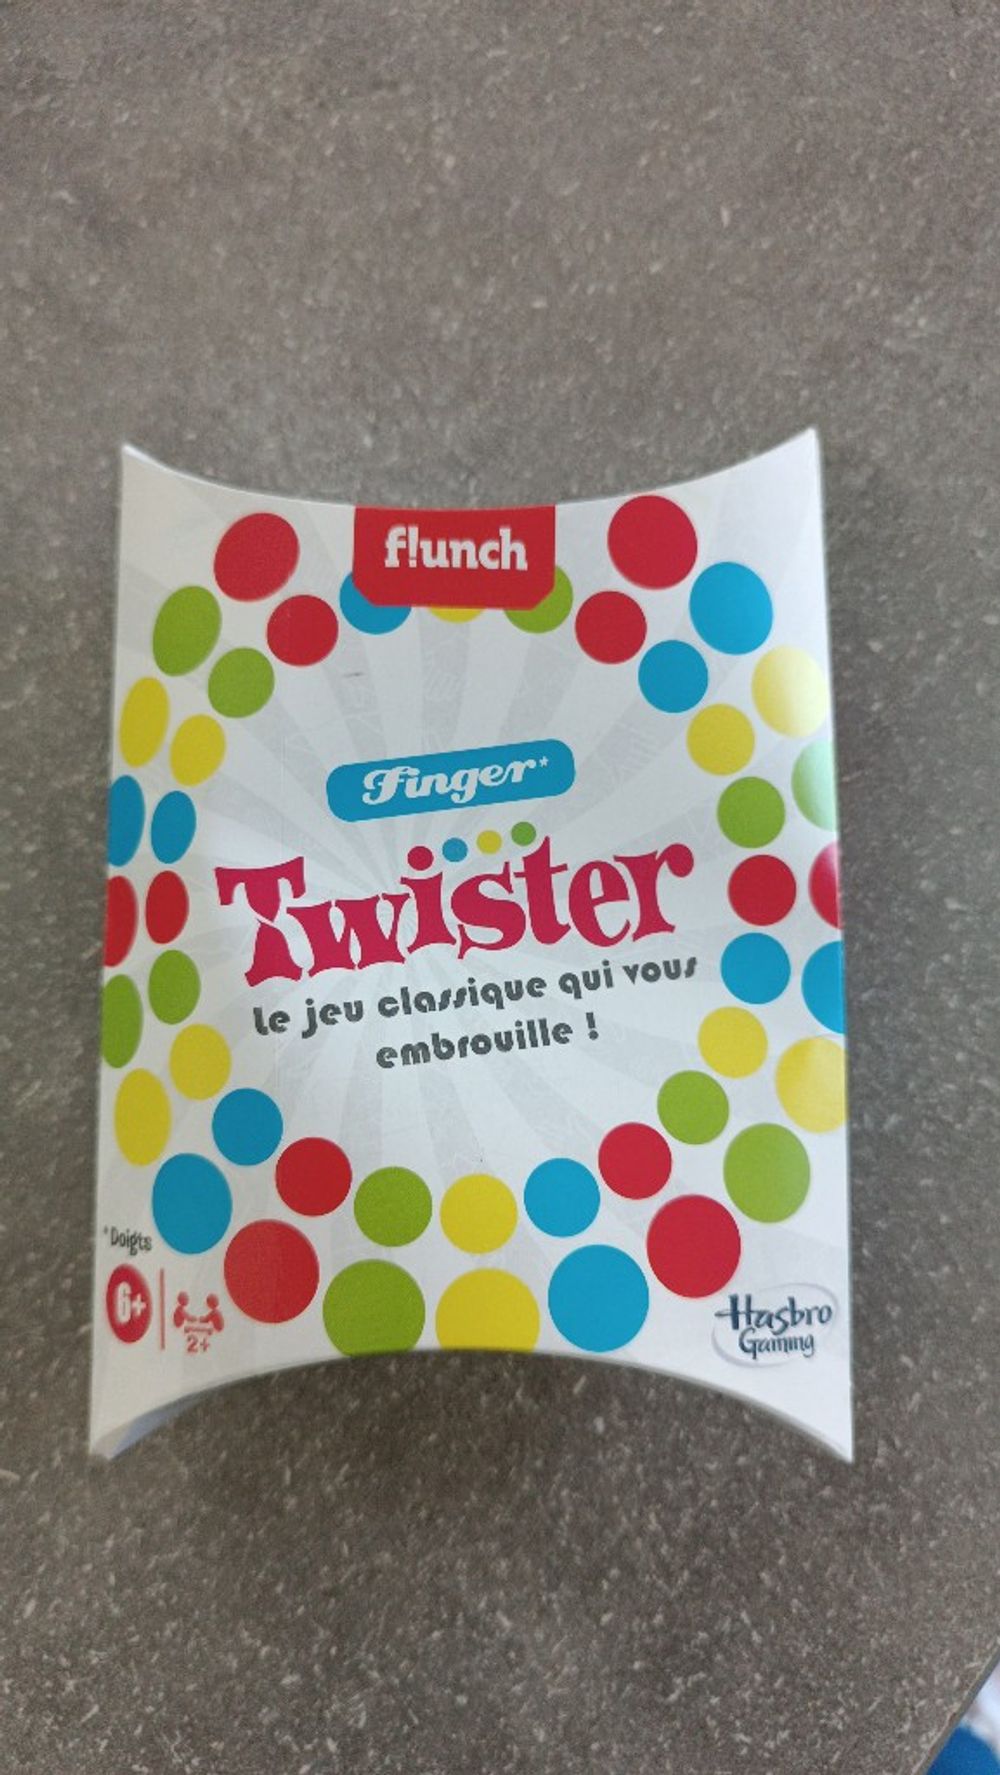 f!unch
Finger*
Twister
Le jeu classique qui vous
embrouille !
*Doigts
6+
2+
Hasbro
Gaming